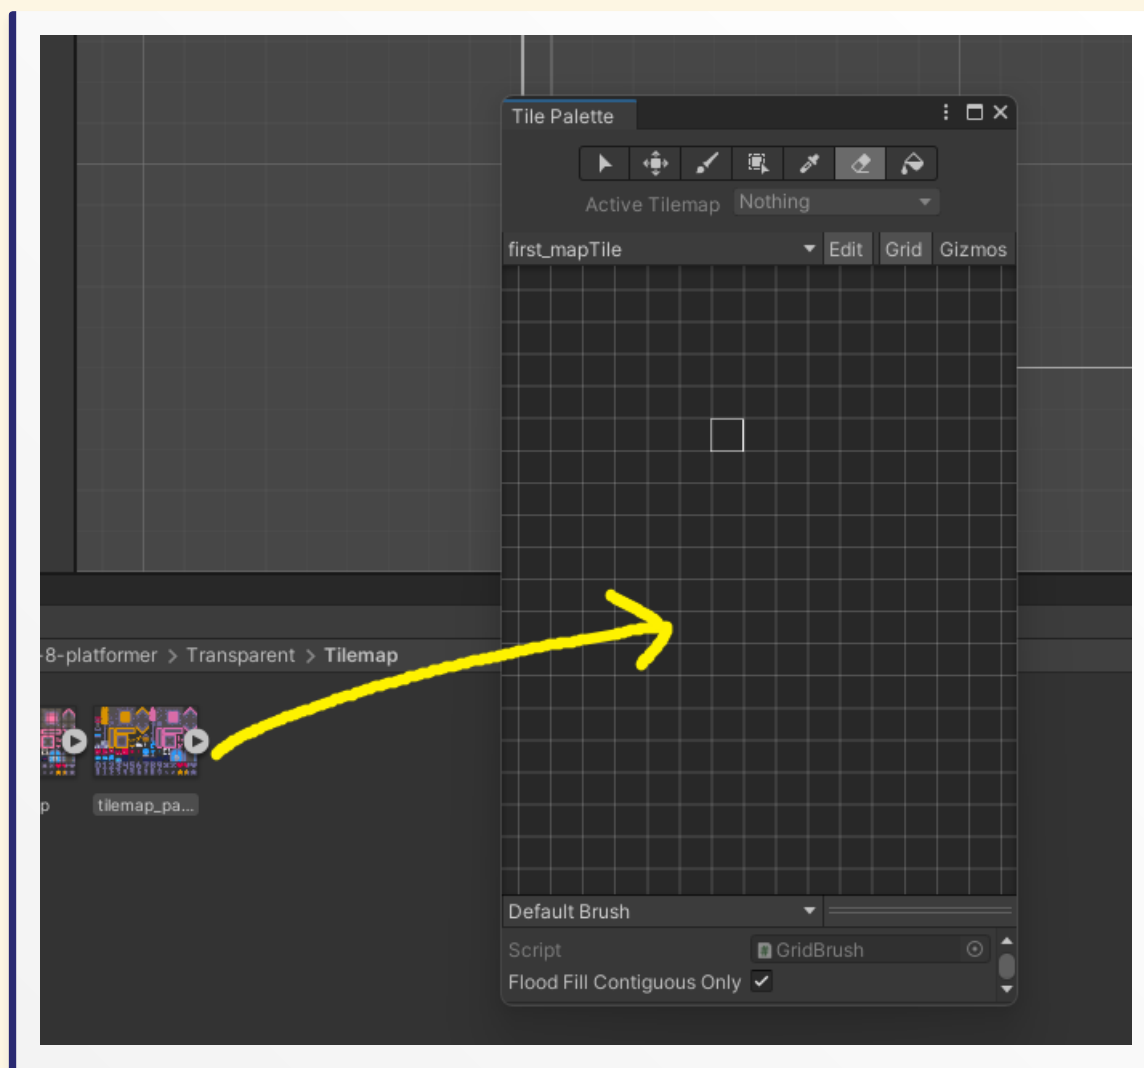 Tile Palette
Active Tilemap Nothing
first_mapTile Edit Grid Gizmos
-8-platformer > Transparent > Tilemap
p tilemap_pa...
Default Brush
Script GridBrush
Flood Fill Contiguous Only